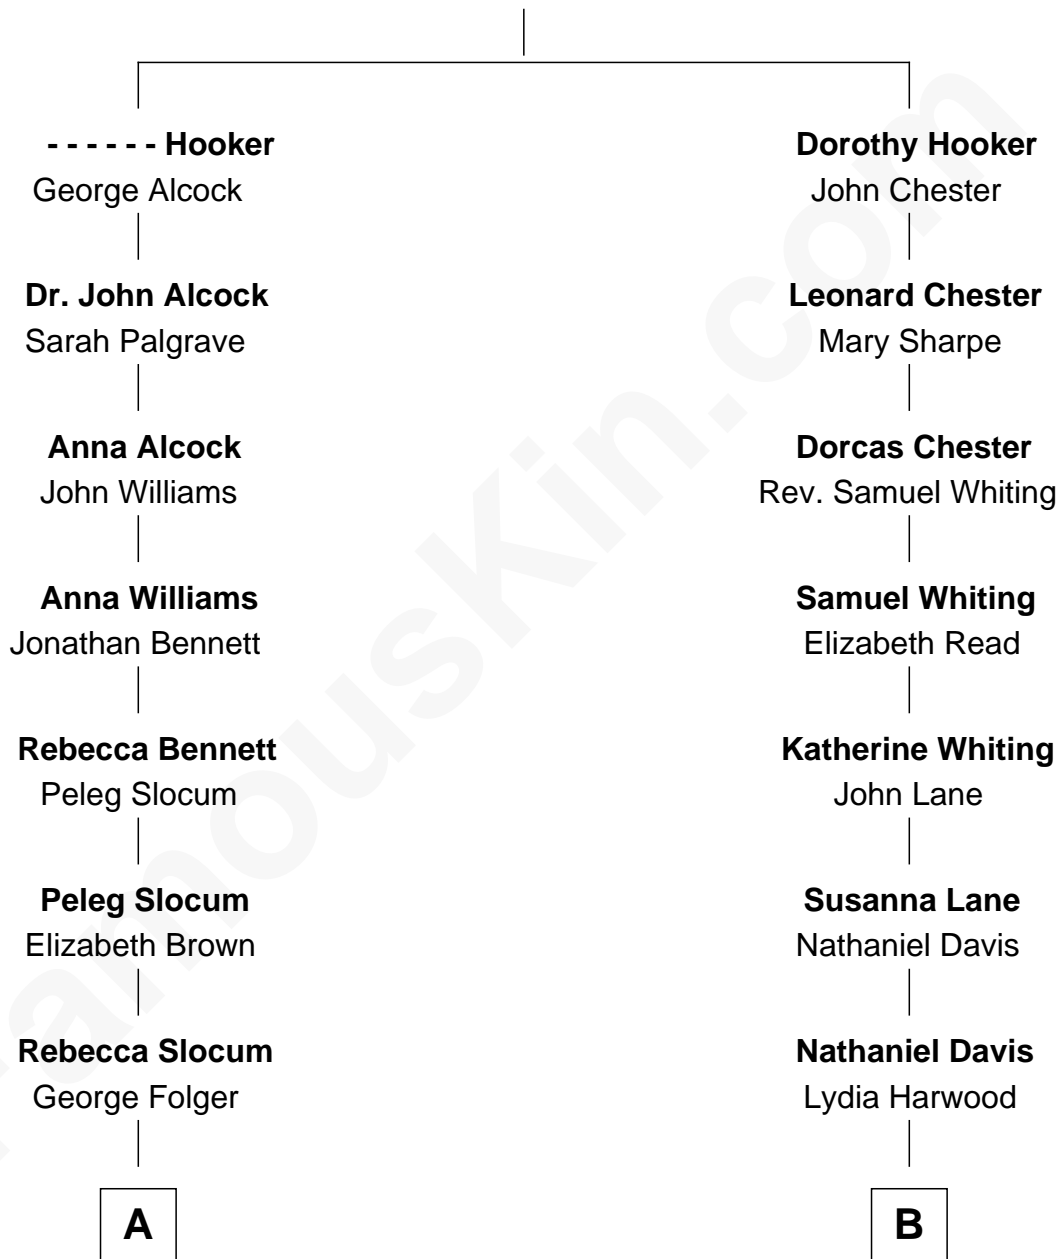 - - - - - - Hooker
George Alcock
Dr. John Alcock
Sarah Palgrave
Anna Alcock
John Williams
Anna Williams
Jonathan Bennett
Rebecca Bennett
Peleg Slocum
Peleg Slocum
Elizabeth Brown
Rebecca Slocum
George Folger
A
Dorothy Hooker
John Chester
Leonard Chester
Mary Sharpe
Dorcas Chester
Rev. Samuel Whiting
Samuel Whiting
Elizabeth Read
Katherine Whiting
John Lane
Susanna Lane
Nathaniel Davis
Nathaniel Davis
Lydia Harwood
B
FamousKin.com